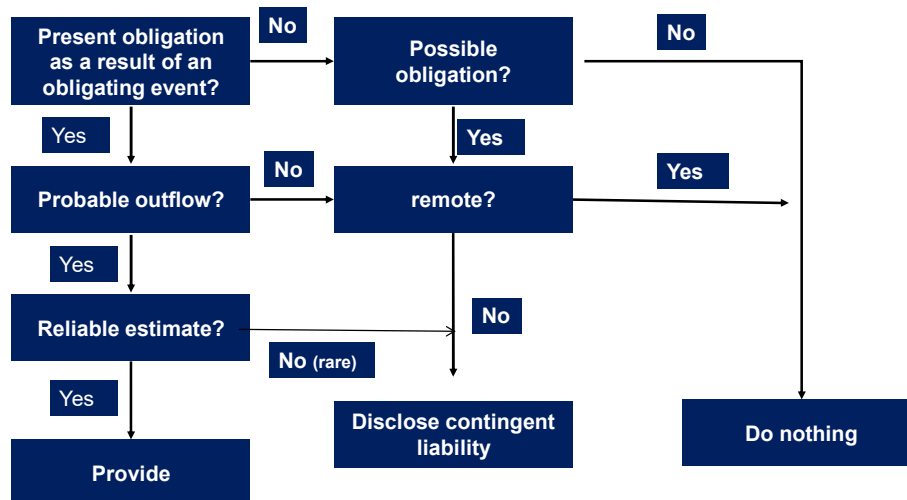 Present obligation
as a result of an
obligating event?
No
Possible
obligation?
No
Yes
Yes
Probable outflow?
No
remote?
Yes
Yes
Reliable estimate?
No (rare)
No
Yes
Disclose contingent
liability
Do nothing
Provide